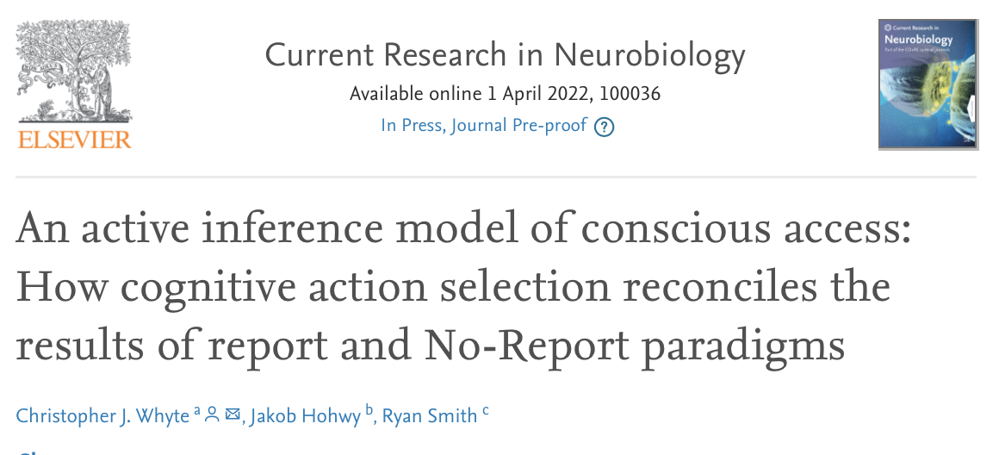 ELSEVIER
Current Research in Neurobiology
Available online 1 April 2022, 100036
In Press, Journal Pre-proof ?
Current Research in
Neurobiology
An active inference model of conscious access:
How cognitive action selection reconciles the
results of report and No-Report paradigms
Christopher J. Whyte a, Jakob Hohwy b, Ryan Smith c